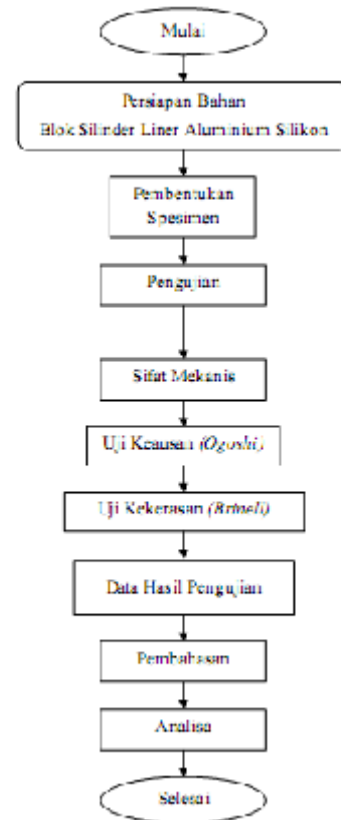 Mulai
Persiapan Bahan
Blok Silinder Liner Aluminium Silikon
Pembentukan
Spesimen
Pengujian
Sifat Mekanis
Uji Keausan (Ogoshi)
Uji Kekerasan (Brinell)
Data Hasil Pengujian
Pembahasan
Analisa
Selesai